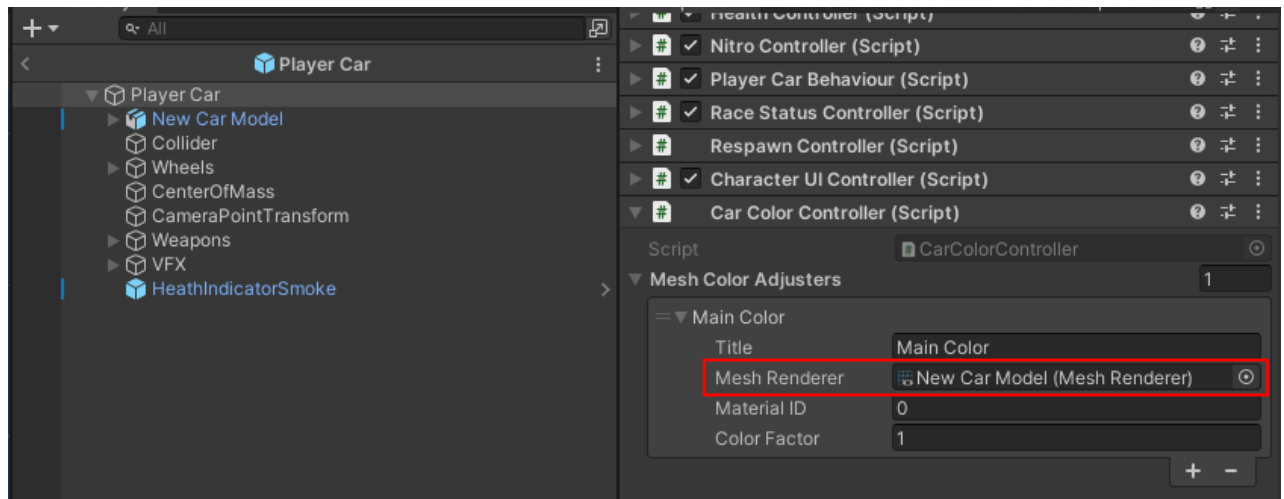 All
Player Car
Player Car
New Car Model
Collider
Wheels
CenterOfMass
CameraPointTransform
Weapons
VFX
HeathIndicatorSmoke
Health Controller (Script)
Nitro Controller (Script)
Player Car Behaviour (Script)
Race Status Controller (Script)
Respawn Controller (Script)
Character UI Controller (Script)
Car Color Controller (Script)
Script CarColorController
Mesh Color Adjusters 1
Main Color
Title Main Color
Mesh Renderer New Car Model (Mesh Renderer)
Material ID 0
Color Factor 1